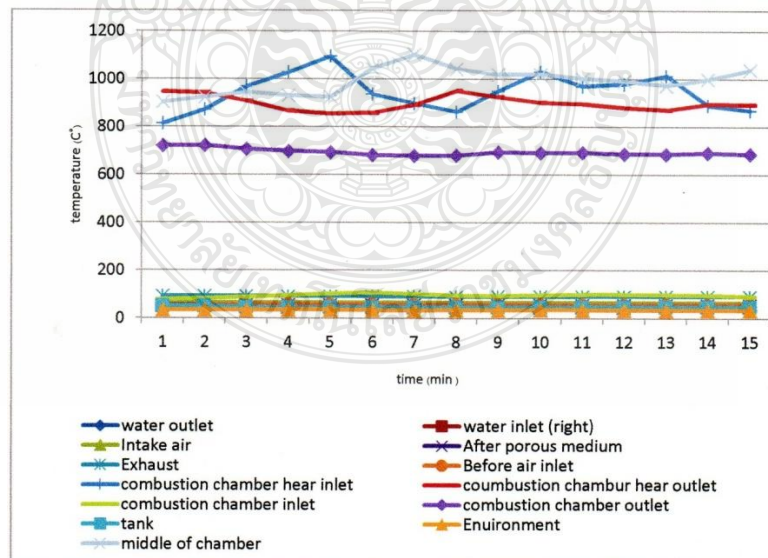 1200
1000
800
600
400
200
0
temperature (C°)
1 2 3 4 5 6 7 8 9 10 11 12 13 14 15
time (min)
water outlet
water inlet (right)
Intake air
After porous medium
Exhaust
Before air inlet
combustion chamber hear inlet
coumbustion chambur hear outlet
combustion chamber inlet
combustion chamber outlet
tank
Enuironment
middle of chamber